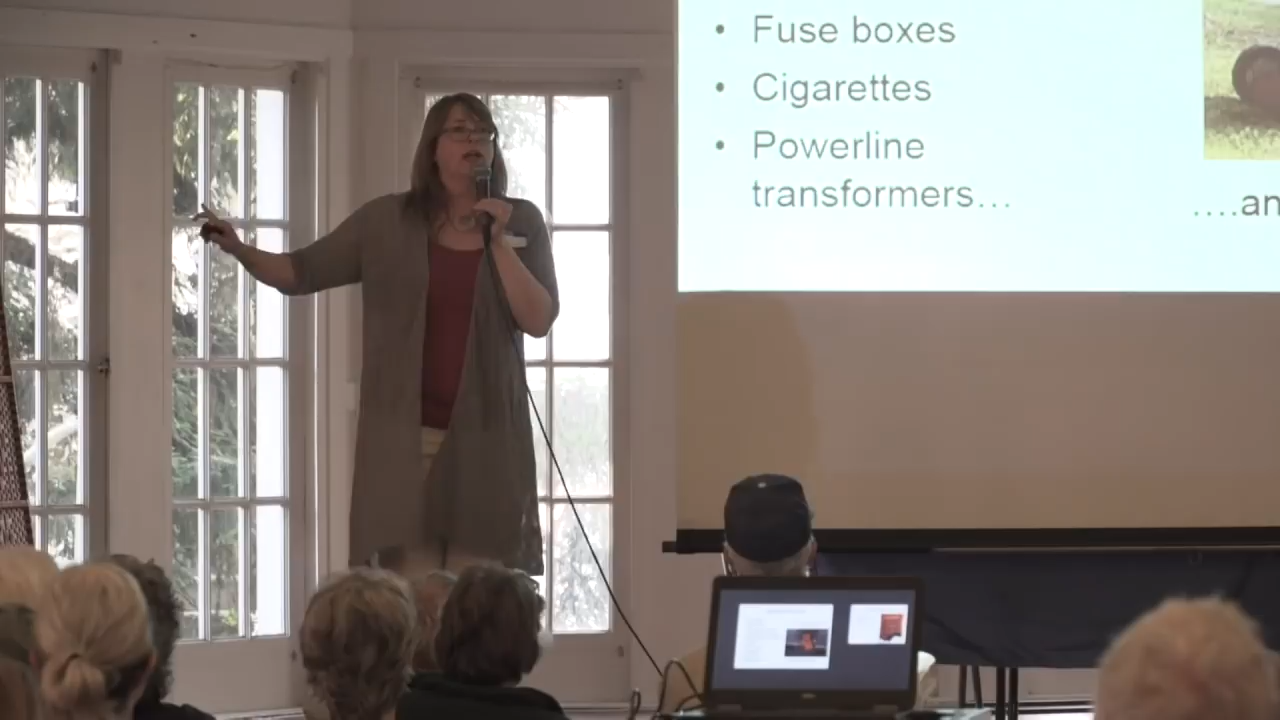 • Fuse boxes
• Cigarettes
• Powerline
transformers…
….an